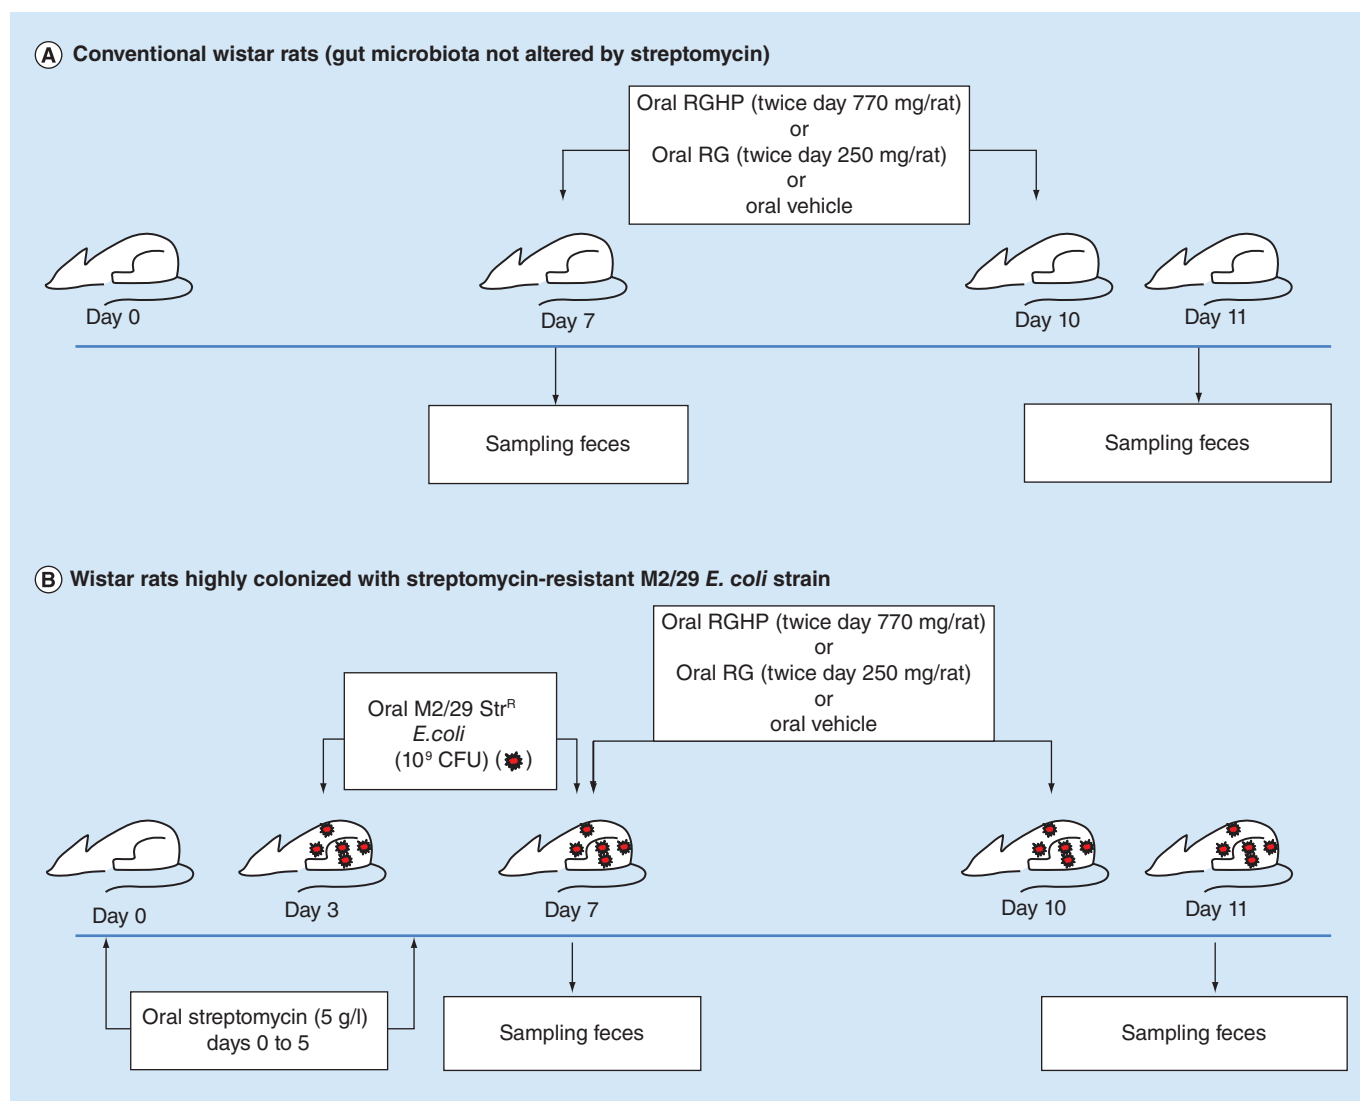 A Conventional wistar rats (gut microbiota not altered by streptomycin)
Oral RGHP (twice day 770 mg/rat)
or
Oral RG (twice day 250 mg/rat)
or
oral vehicle
Day 0
Day 7
Day 10
Day 11
Sampling feces
Sampling feces
B Wistar rats highly colonized with streptomycin-resistant M2/29 E. coli strain
Oral RGHP (twice day 770 mg/rat)
or
Oral RG (twice day 250 mg/rat)
or
oral vehicle
Oral M2/29 Strᴿ
E.coli
(10⁹ CFU) ( )
Day 0
Day 3
Day 7
Day 10
Day 11
Oral streptomycin (5 g/l)
days 0 to 5
Sampling feces
Sampling feces